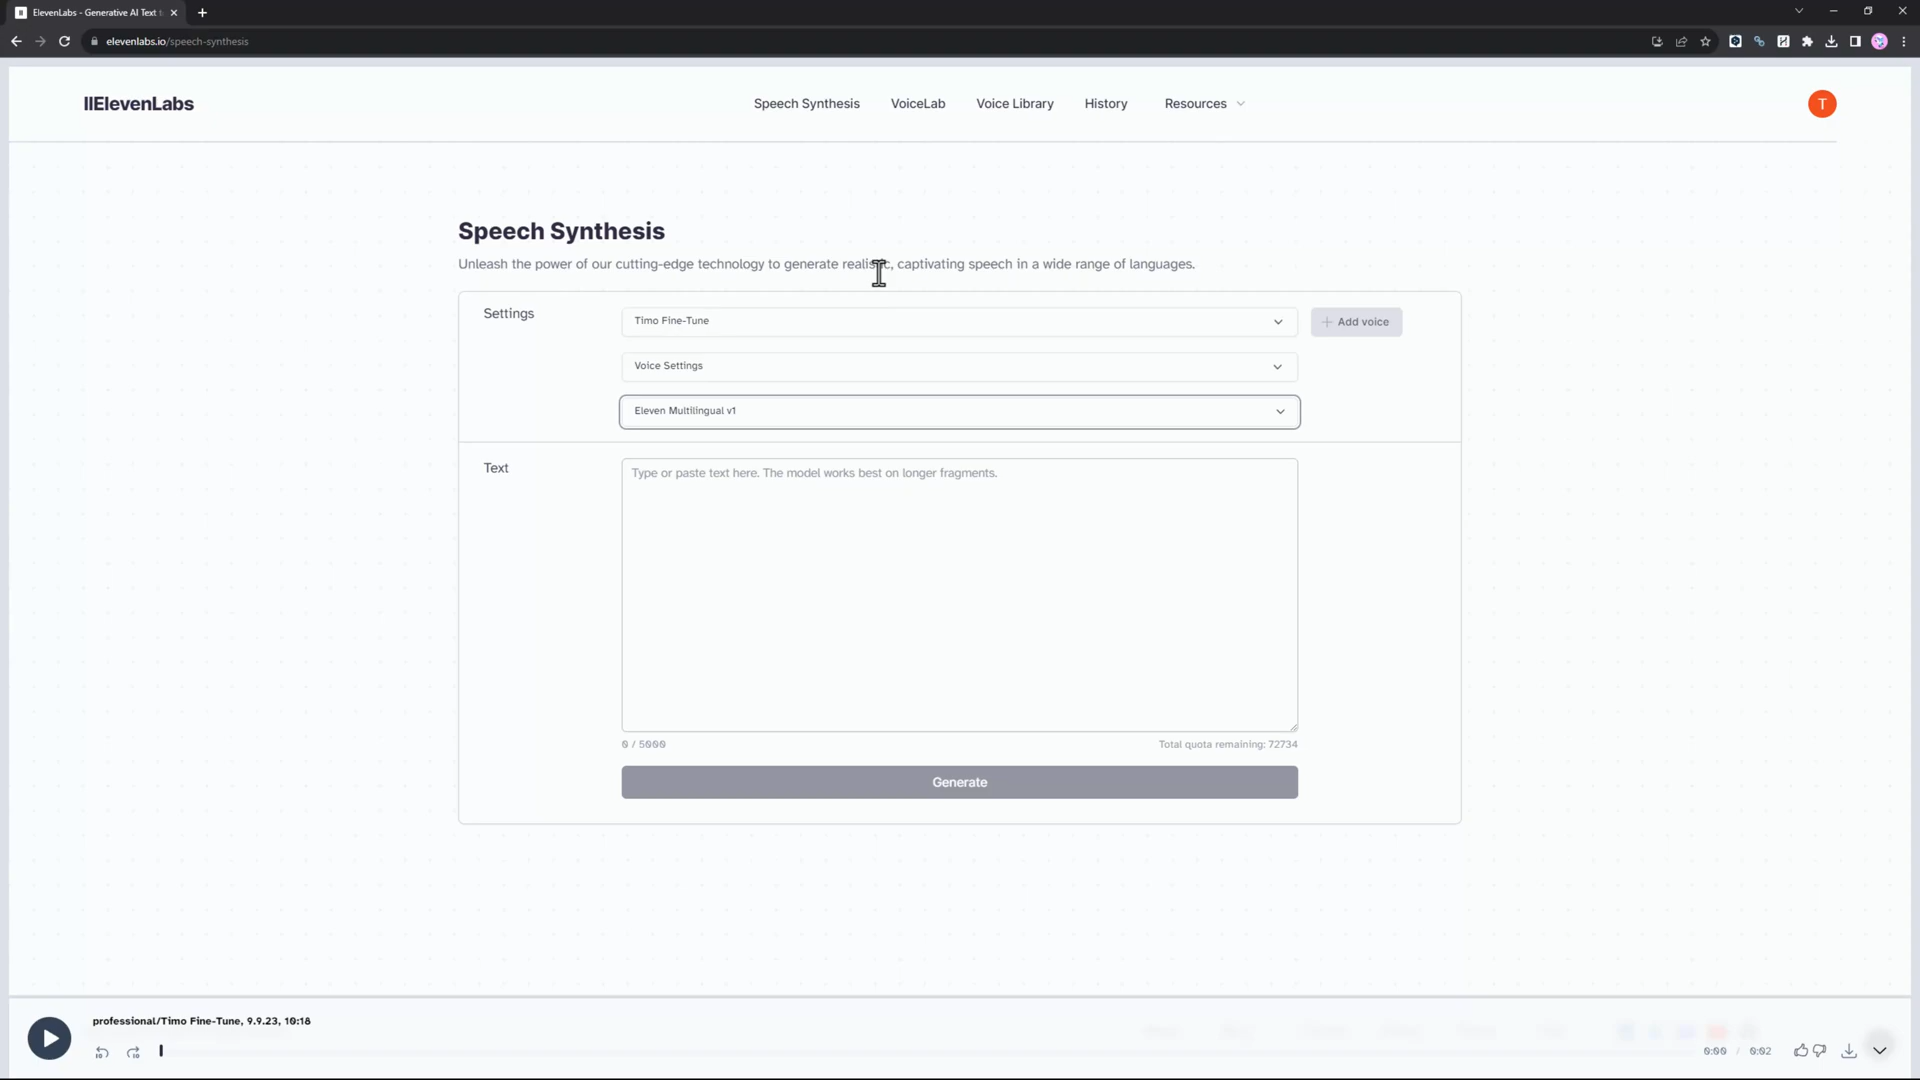 ElevenLabs - Generative AI Text t
elevenlabs.io/speech-synthesis
IIElevenLabs
Speech Synthesis
VoiceLab
Voice Library
History
Resources
T
Speech Synthesis
Unleash the power of our cutting-edge technology to generate realistic, captivating speech in a wide range of languages.
Settings
Timo Fine-Tune
+ Add voice
Voice Settings
Eleven Multilingual v1
Text
Type or paste text here. The model works best on longer fragments.
0 / 5000
Total quota remaining: 72734
Generate
professional/Timo Fine-Tune, 9.9.23, 10:18
10
10
0:00 / 0:02